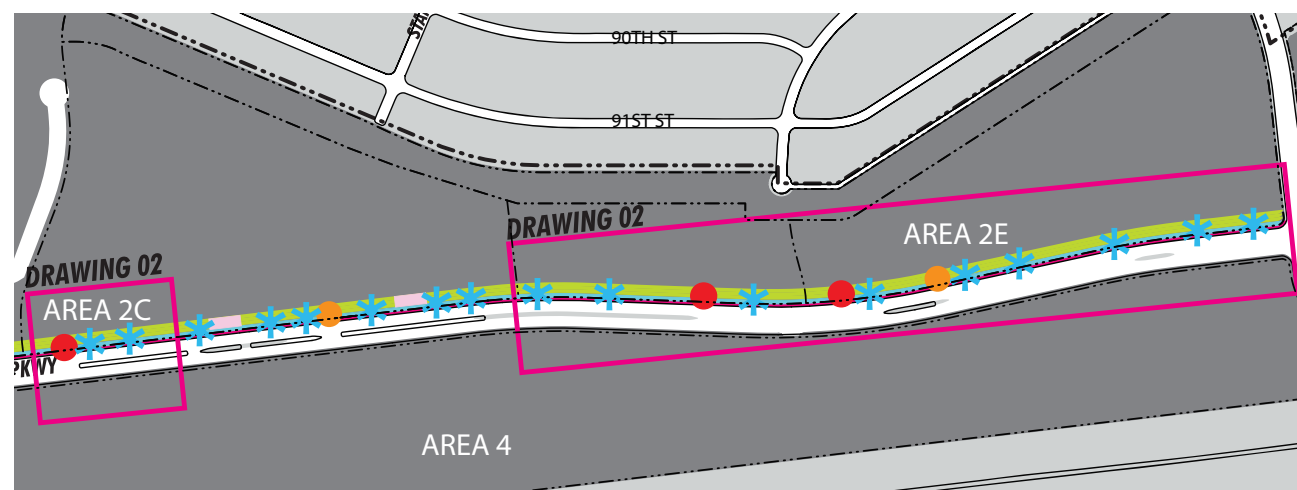 90TH ST
91ST ST
DRAWING 02
AREA 2E
DRAWING 02
AREA 2C
PKWY
AREA 4